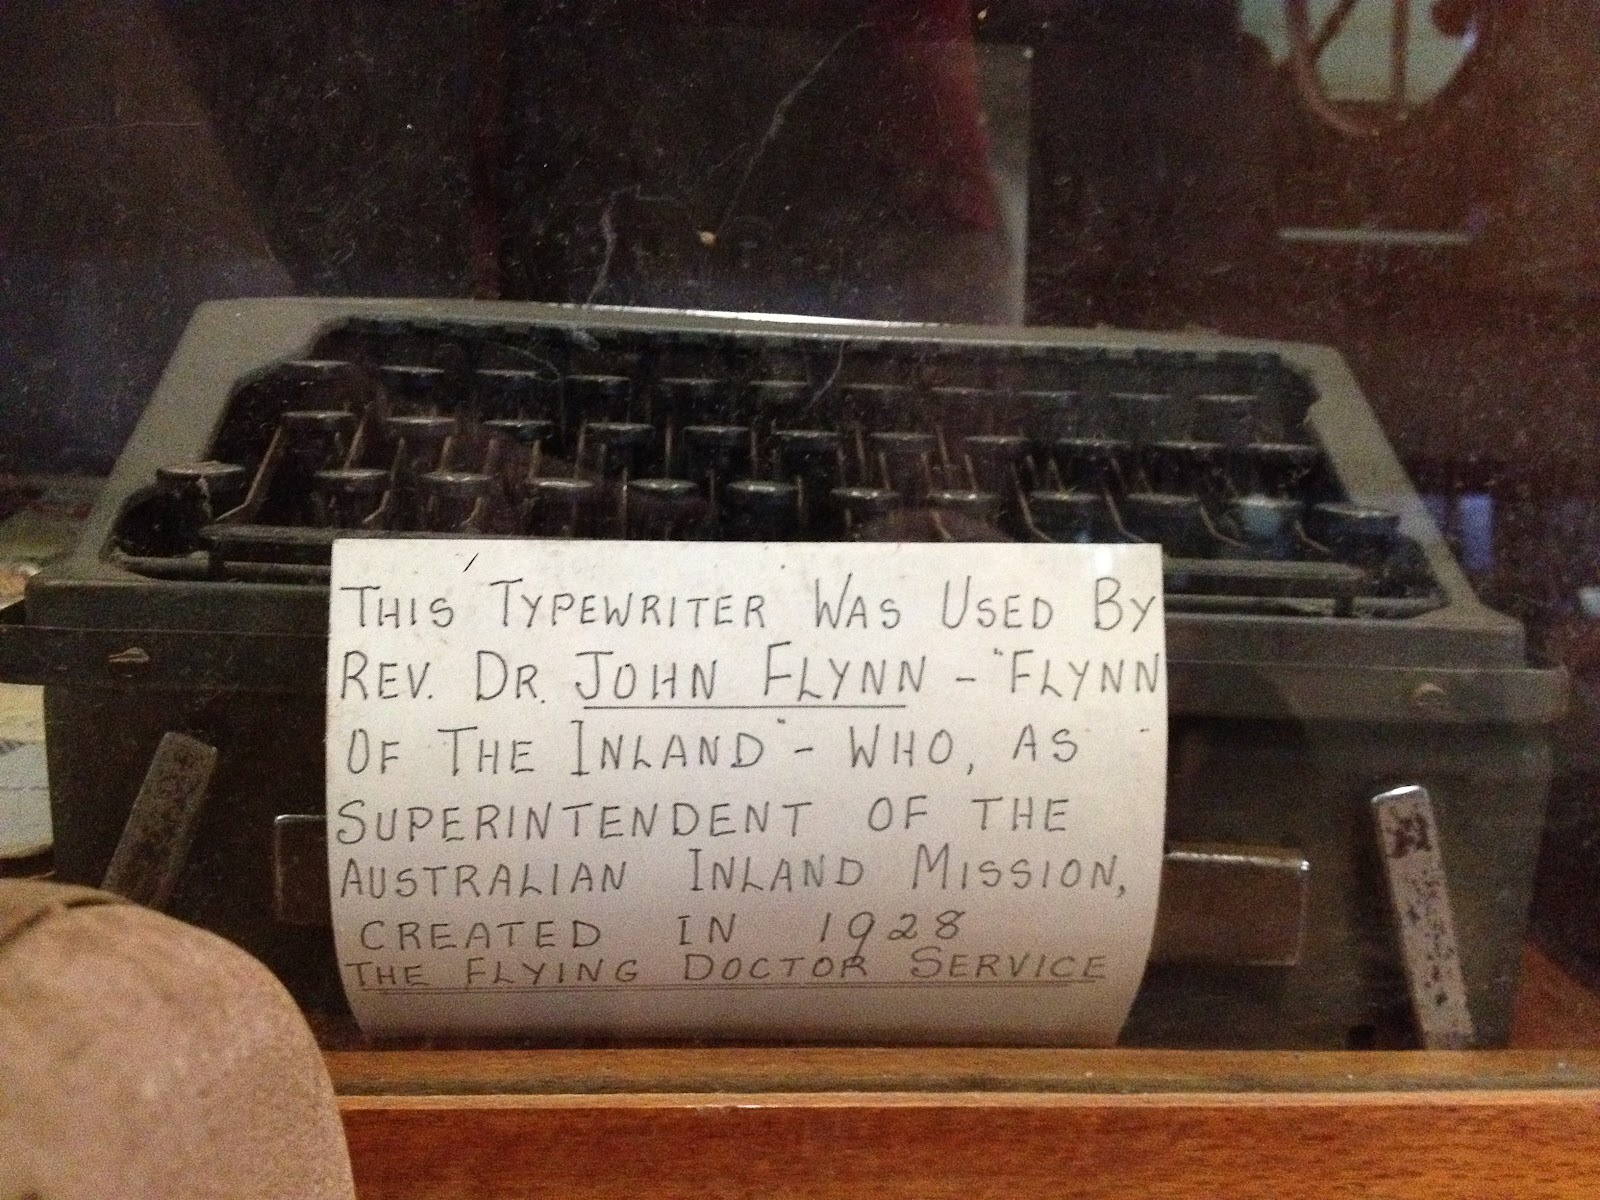 THIS TYPEWRITER WAS USED BY
REV. DR. JOHN FLYNN - "FLYNN
OF THE INLAND" - WHO, AS
SUPERINTENDENT OF THE
AUSTRALIAN INLAND MISSION,
CREATED IN 1928
THE FLYING DOCTOR SERVICE